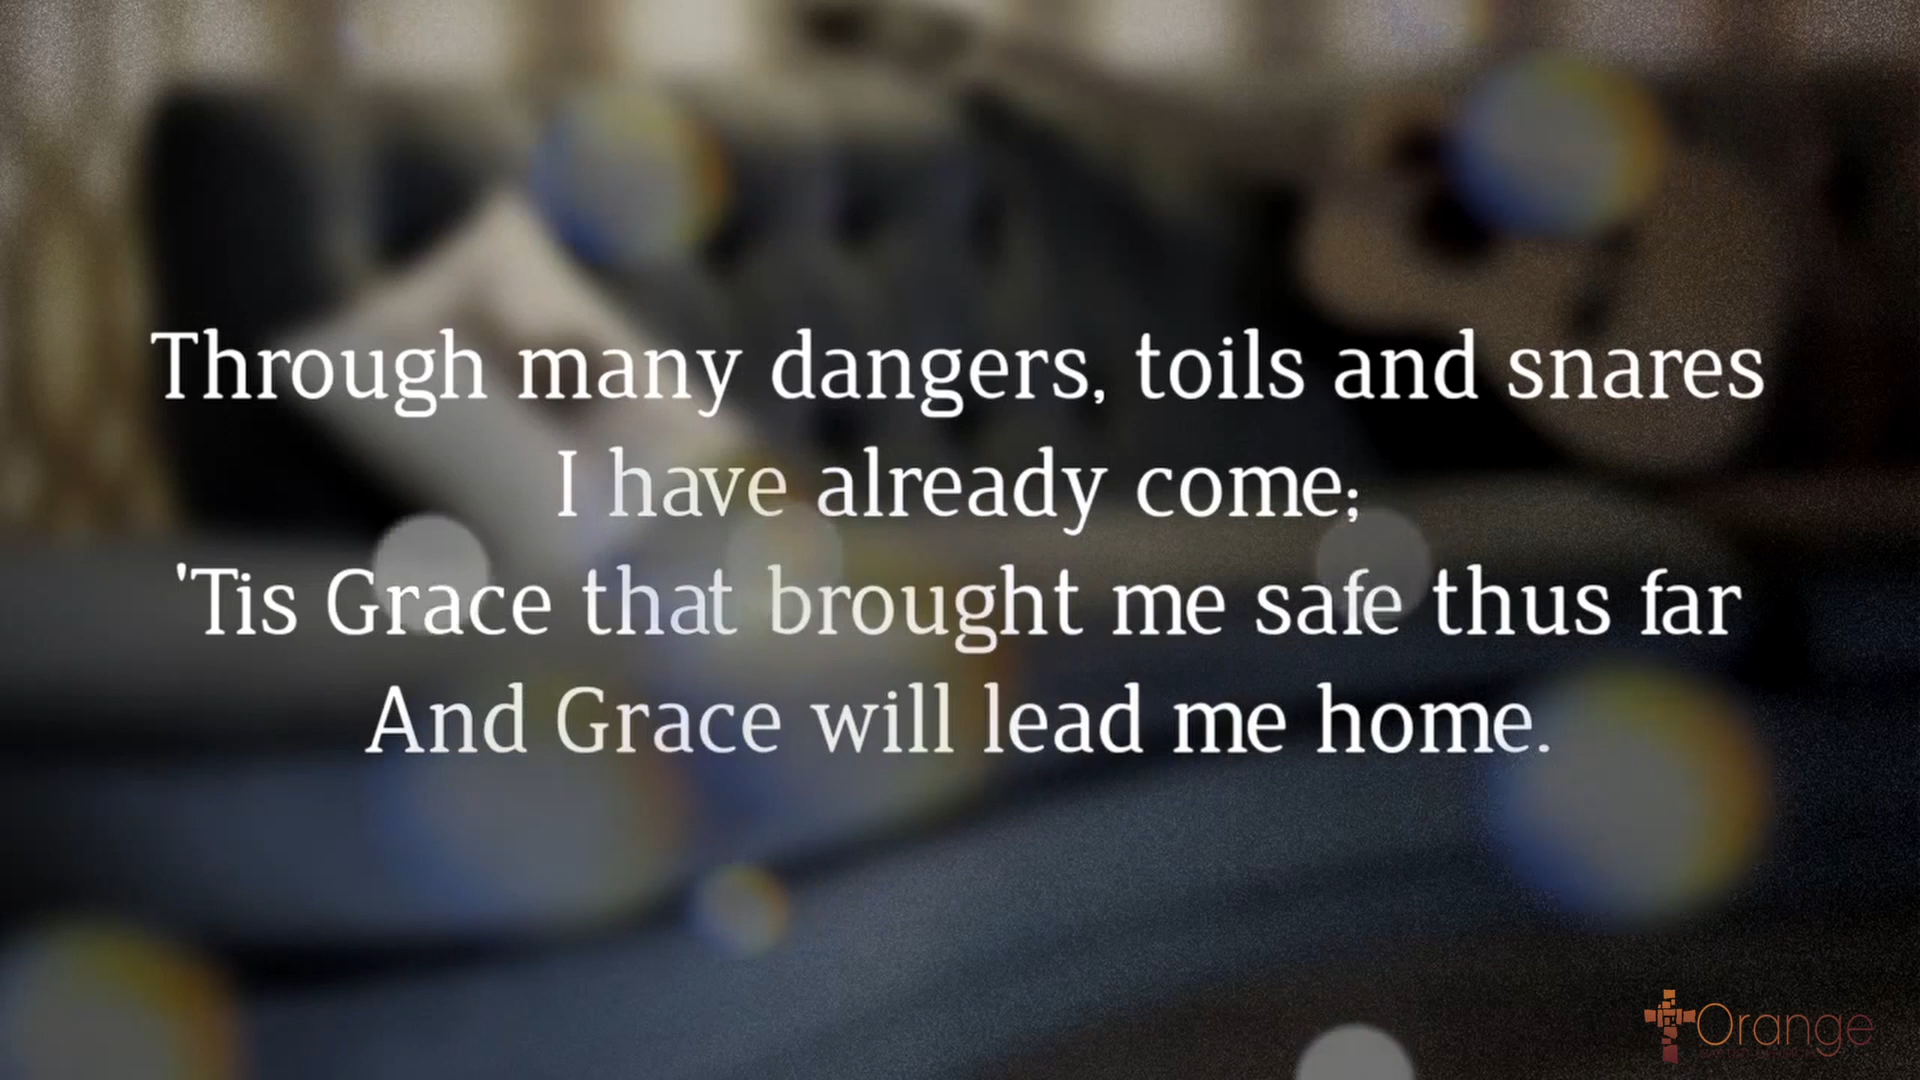 Through many dangers, toils and snares
I have already come;
'Tis Grace that brought me safe thus far
And Grace will lead me home.
Orange